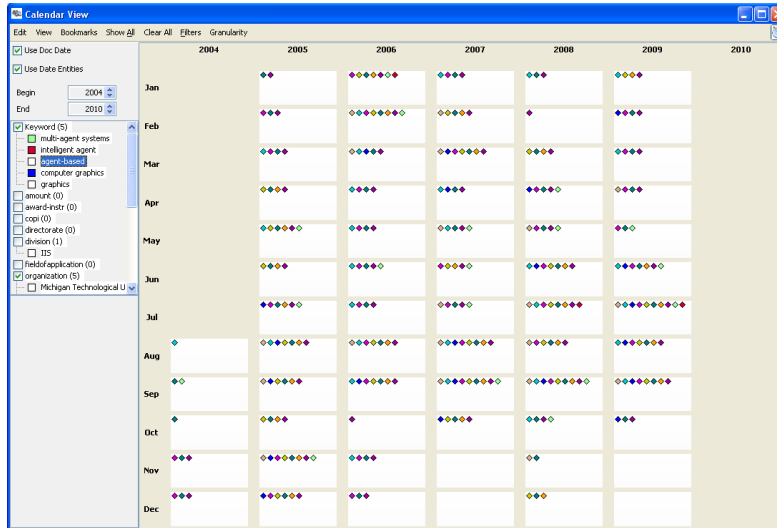 Calendar View
Edit View Bookmarks Show All Clear All Filters Granularity
Use Doc Date
Use Date Entities
Begin 2004
End 2010
Keyword (5)
multi-agent systems
intelligent agent
agent-based
computer graphics
graphics
amount (0)
award-instr (0)
copi (0)
directorate (0)
division (1)
IIS
fieldofapplication (0)
organization (5)
Michigan Technological U
2004 2005 2006 2007 2008 2009 2010
Jan
Feb
Mar
Apr
May
Jun
Jul
Aug
Sep
Oct
Nov
Dec